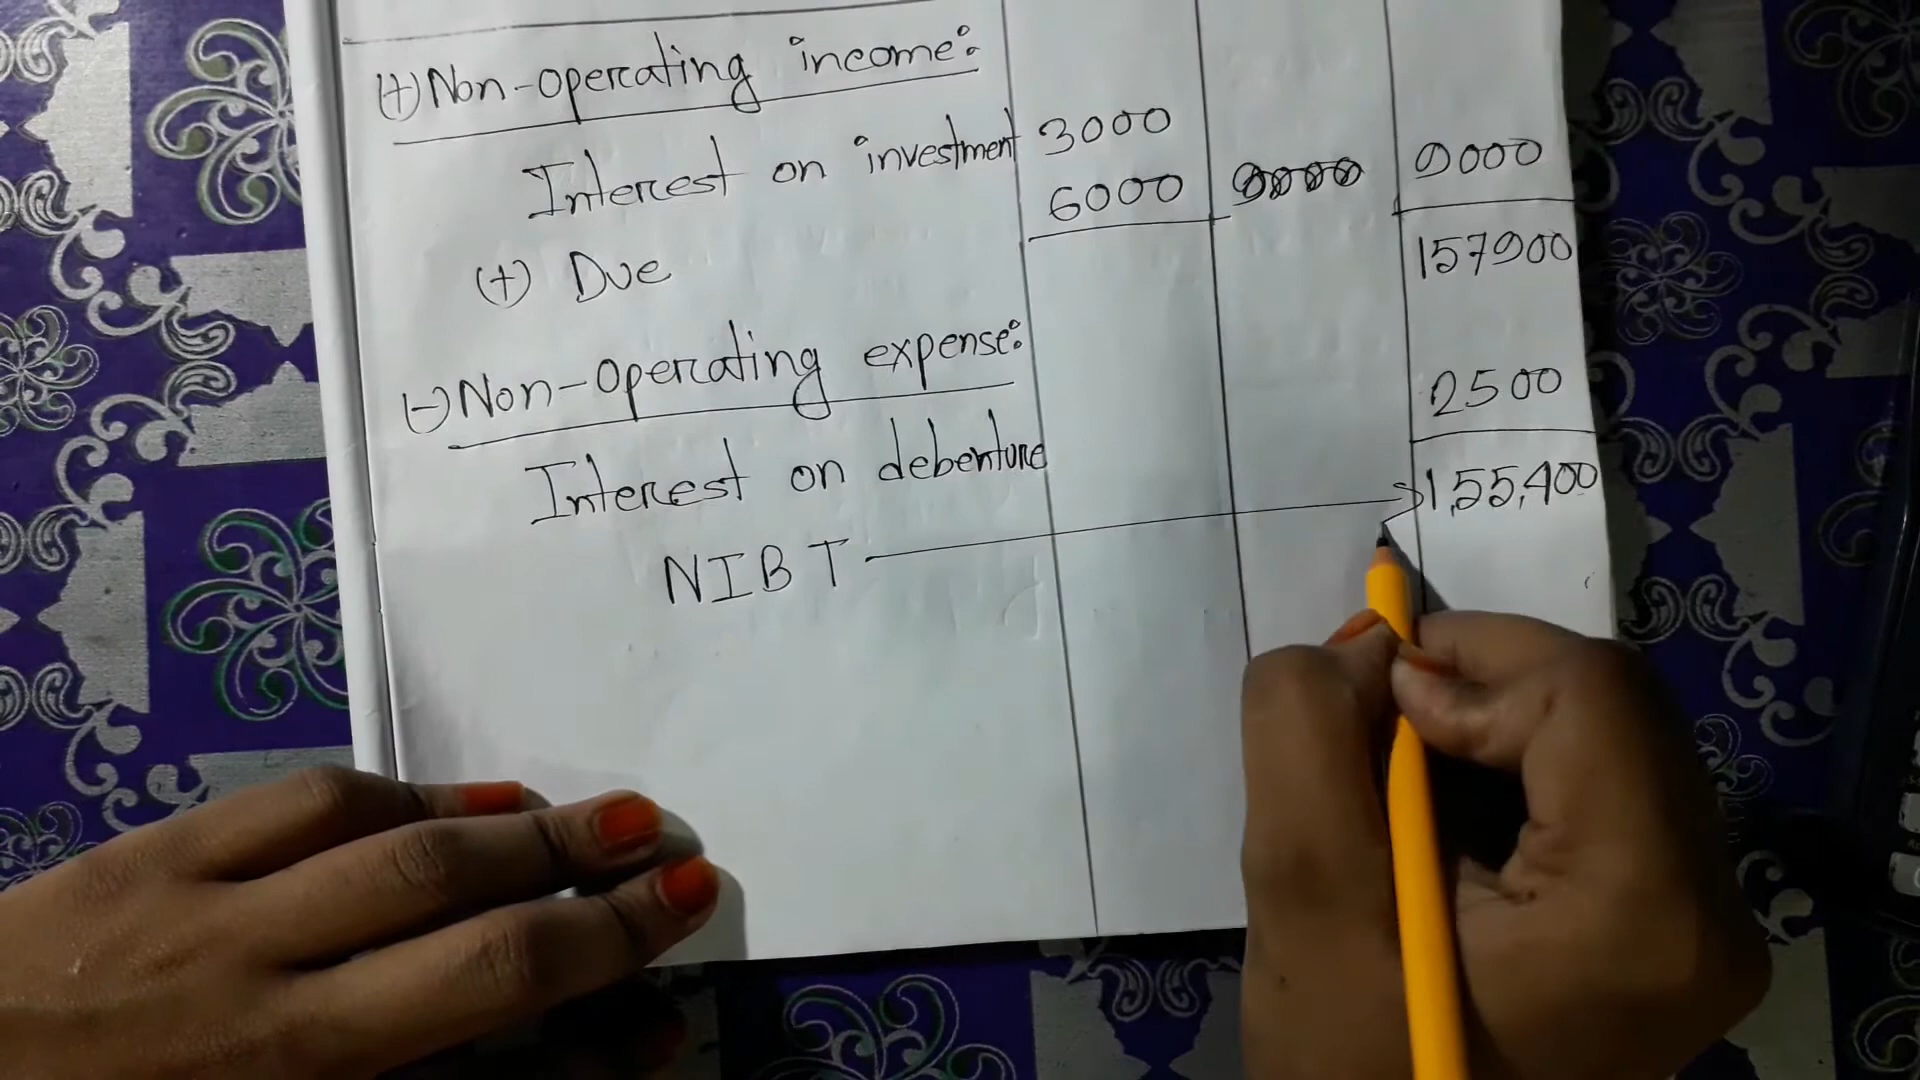 (+) Non-operating income:
Interest on investment 3000 9000
(+) Due 6000
157900
(-) Non-Operating expense:
Interest on debenture 2500
NIBT → 1,55,400